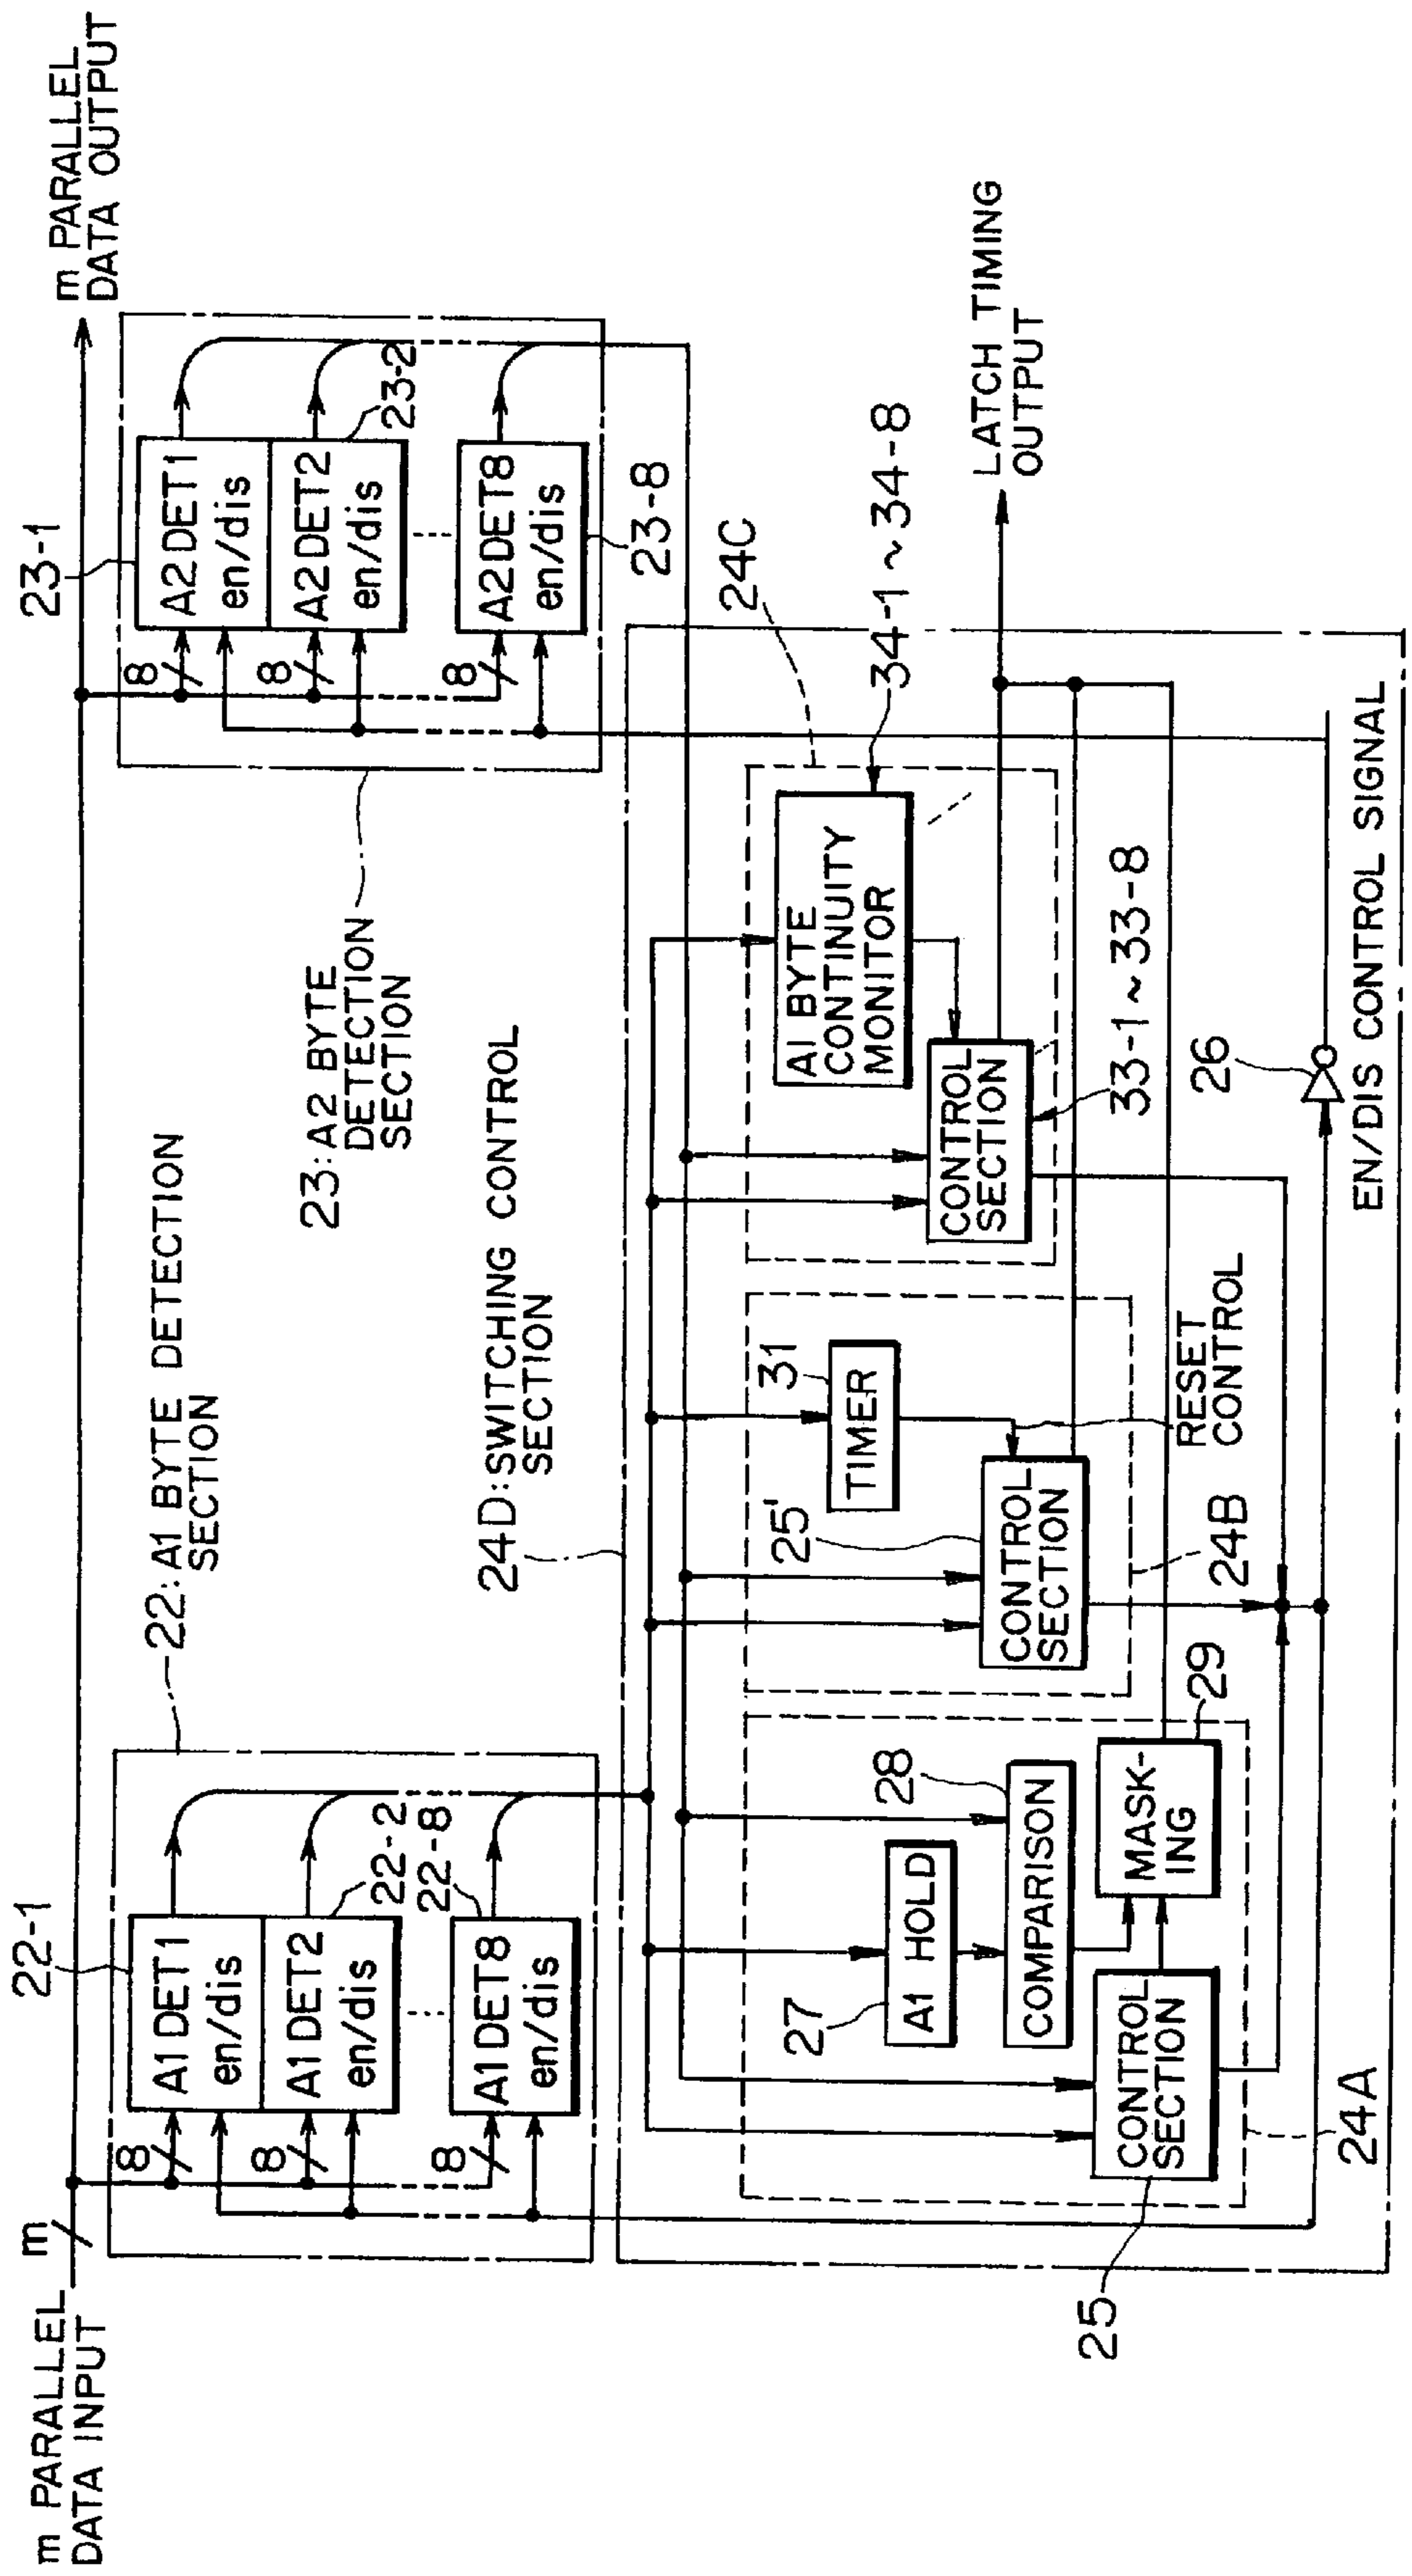 m PARALLEL
DATA INPUT
m
m PARALLEL
DATA OUTPUT
22-1
22: A1 BYTE DETECTION
SECTION
23-1
8
A1 DET1
en/dis
8
A1 DET2
en/dis
22-2
8
A1 DET8
en/dis
22-8
23: A2 BYTE
DETECTION
SECTION
8
A2 DET1
en/dis
8
A2 DET2
en/dis
23-2
8
A2 DET8
en/dis
23-8
24D: SWITCHING CONTROL
SECTION
27
A1 HOLD
28
COMPARISON
25
CONTROL
SECTION
MASK-
ING
29
24A
31
TIMER
25'
CONTROL
SECTION
24B
RESET
CONTROL
24C
A1 BYTE
CONTINUITY
MONITOR
34-1~34-8
CONTROL
SECTION
33-1~33-8
26
LATCH TIMING
OUTPUT
EN/DIS CONTROL SIGNAL